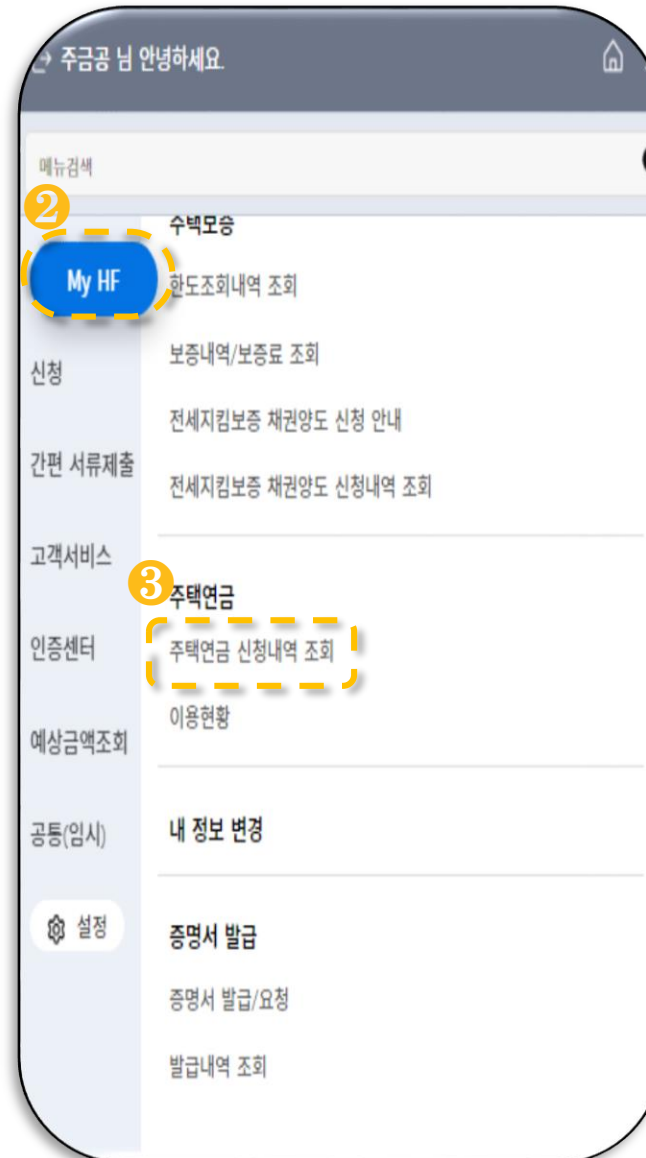 주금공 님 안녕하세요.
메뉴검색
2
My HF
신청
간편 서류제출
고객서비스
인증센터
예상금액조회
공통(임시)
설정
한도조회내역 조회
보증내역/보증료 조회
전세지킴보증 채권양도 신청 안내
전세지킴보증 채권양도 신청내역 조회
3
주택연금
주택연금 신청내역 조회
이용현황
내 정보 변경
증명서 발급
증명서 발급/요청
발급내역 조회